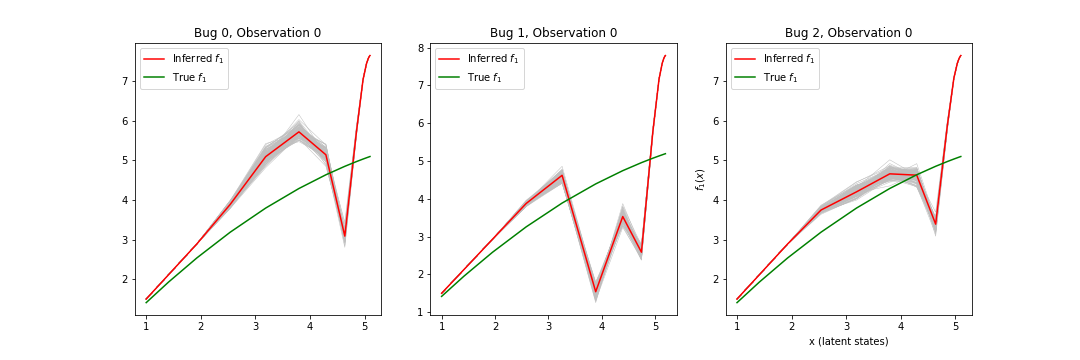 Bug 0, Observation 0
Inferred f₁
True f₁
7
6
5
4
3
2
1 2 3 4 5
Bug 1, Observation 0
Inferred f₁
True f₁
8
7
6
5
4
3
2
1
1 2 3 4 5
Bug 2, Observation 0
Inferred f₁
True f₁
f₁(x)
7
6
5
4
3
2
1 2 3 4 5
x (latent states)